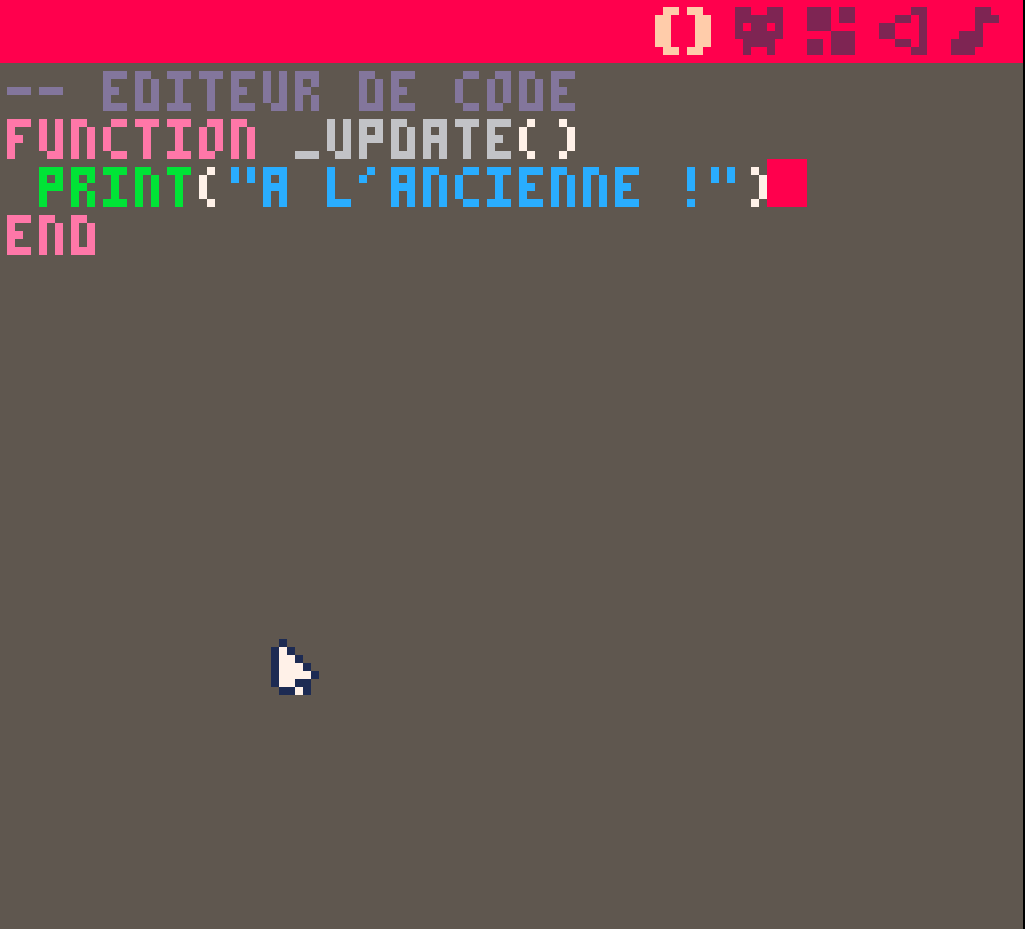 -- EDITEUR DE CODE
FUNCTION _UPDATE()
 PRINT("A L'ANCIENNE !")
END